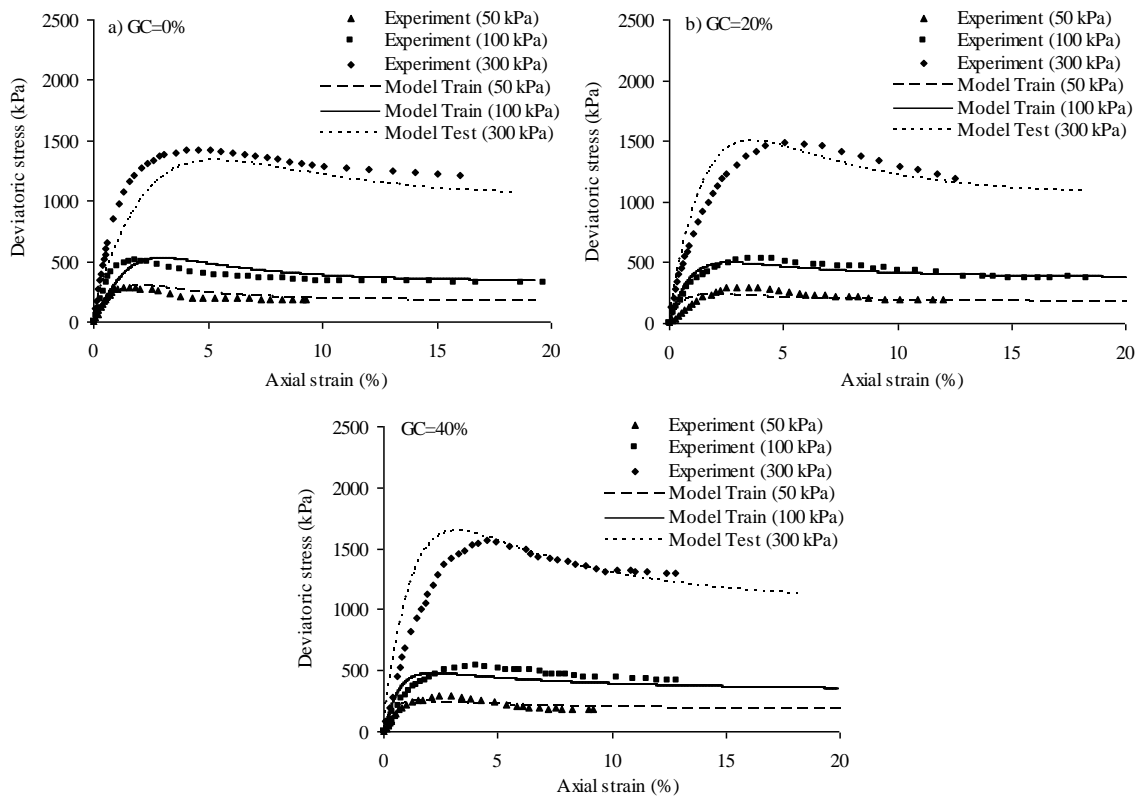 a) GC=0%
Experiment (50 kPa)
Experiment (100 kPa)
Experiment (300 kPa)
Model Train (50 kPa)
Model Train (100 kPa)
Model Test (300 kPa)
Deviatoric stress (kPa)
2500
2000
1500
1000
500
0
0 5 10 15 20
Axial strain (%)
b) GC=20%
Experiment (50 kPa)
Experiment (100 kPa)
Experiment (300 kPa)
Model Train (50 kPa)
Model Train (100 kPa)
Model Test (300 kPa)
Deviatoric stress (kPa)
2500
2000
1500
1000
500
0
0 5 10 15 20
Axial strain (%)
GC=40%
Experiment (50 kPa)
Experiment (100 kPa)
Experiment (300 kPa)
Model Train (50 kPa)
Model Train (100 kPa)
Model Test (300 kPa)
Deviatoric stress (kPa)
2500
2000
1500
1000
500
0
0 5 10 15 20
Axial strain (%)